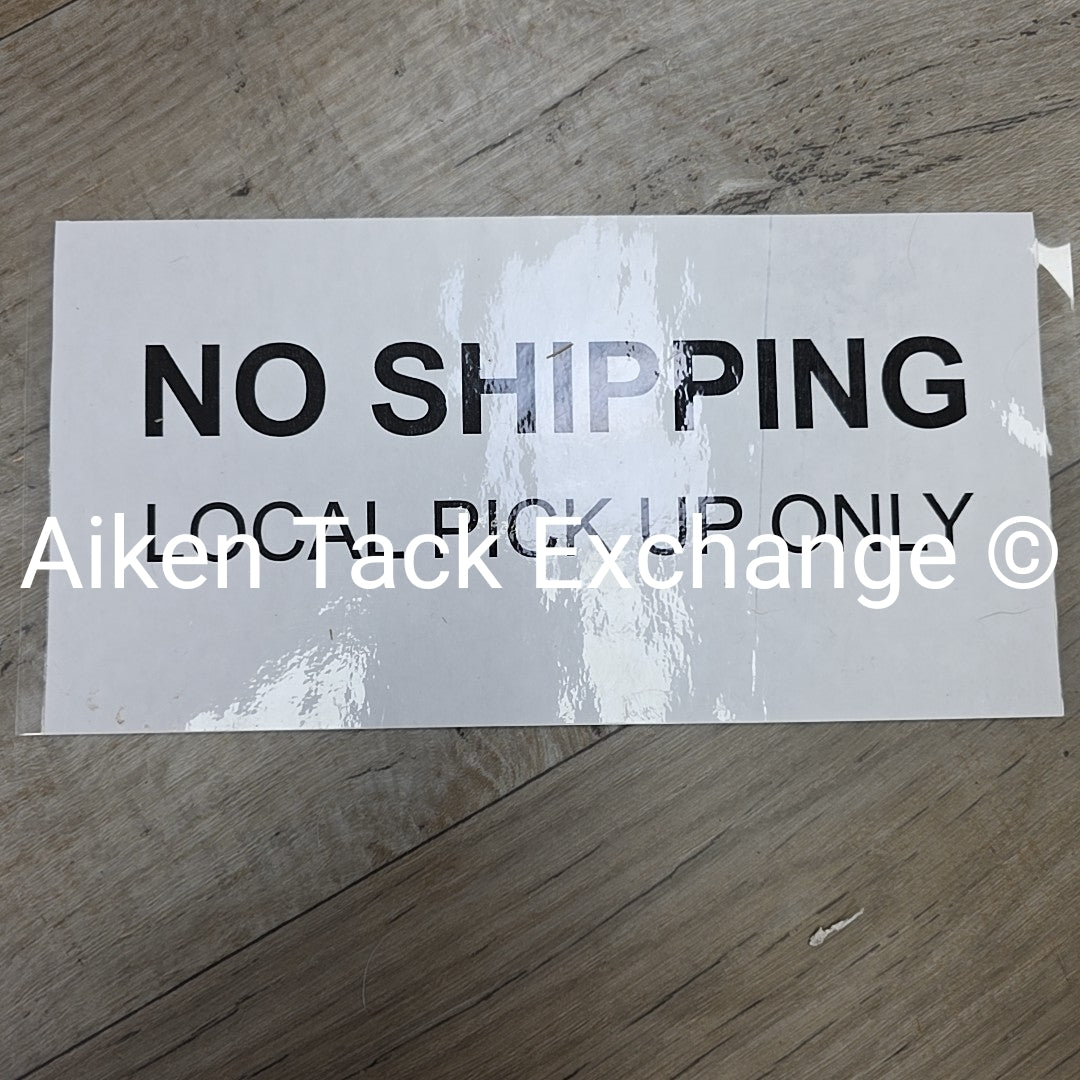 NO SHIPPING
LOCAL PICK UP ONLY
Aiken Tack Exchange ©